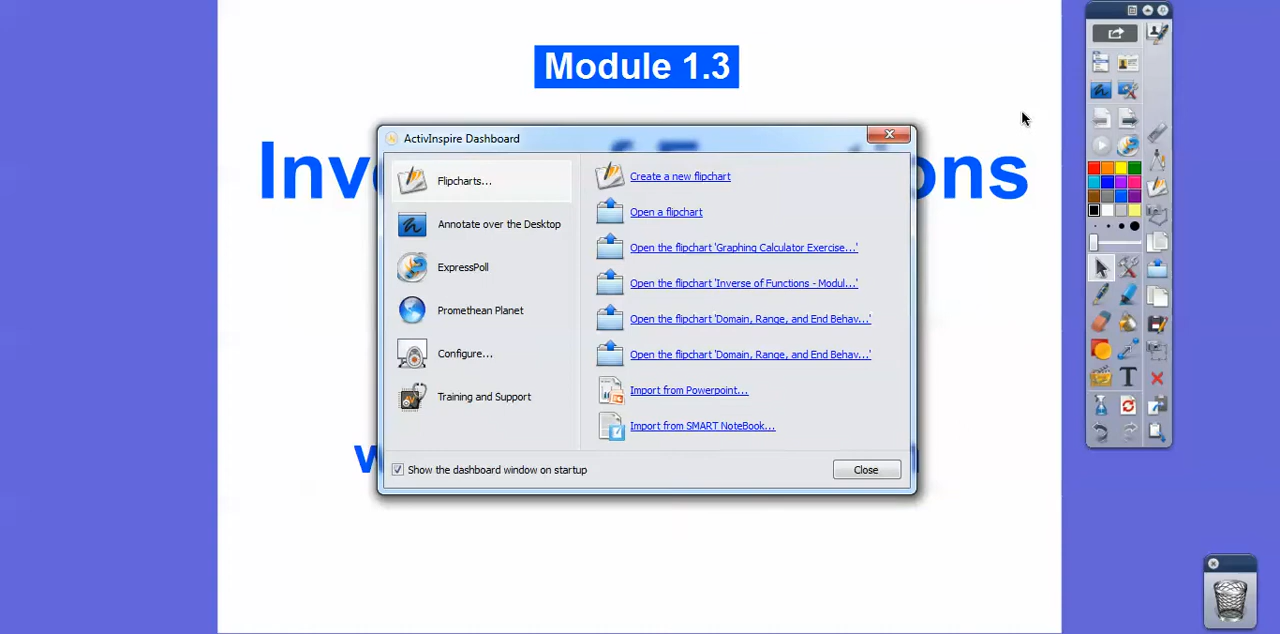 Module 1.3
ActivInspire Dashboard
Flipcharts...
Annotate over the Desktop
ExpressPoll
Promethean Planet
Configure...
Training and Support
Create a new flipchart
Open a flipchart
Open the flipchart 'Graphing Calculator Exercise...'
Open the flipchart 'Inverse of Functions - Modul...'
Open the flipchart 'Domain, Range, and End Behav...'
Open the flipchart 'Domain, Range, and End Behav...'
Import from Powerpoint...
Import from SMART NoteBook...
Show the dashboard window on startup
Close